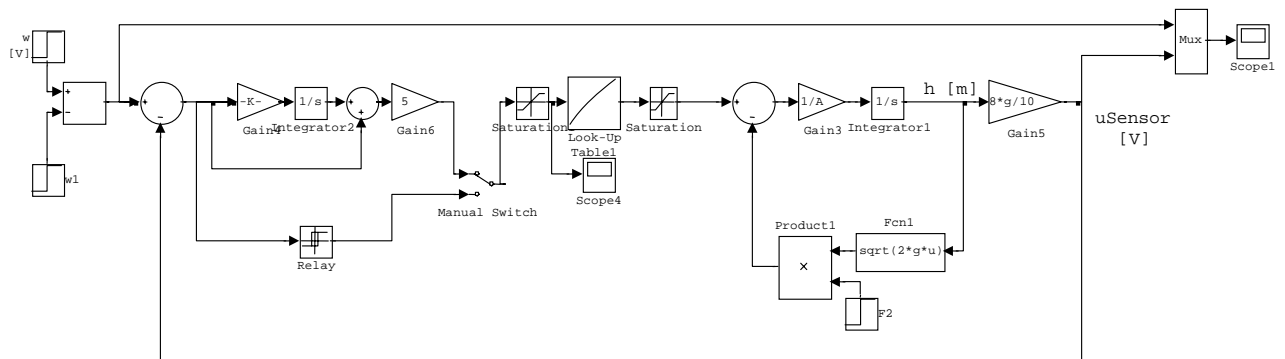 w
[V]
+
-
w1
+
-
-K-
Gain4
1/s
Integrator2
+
+
5
Gain6
Relay
Manual Switch
Saturation
Look-Up
Table1
Scope4
Saturation
+
-
1/A
Gain3
1/s
Integrator1
h [m]
8*g/10
Gain5
uSensor
[V]
Mux
Scope1
Product1
×
Fcn1
sqrt(2*g*u)
F2